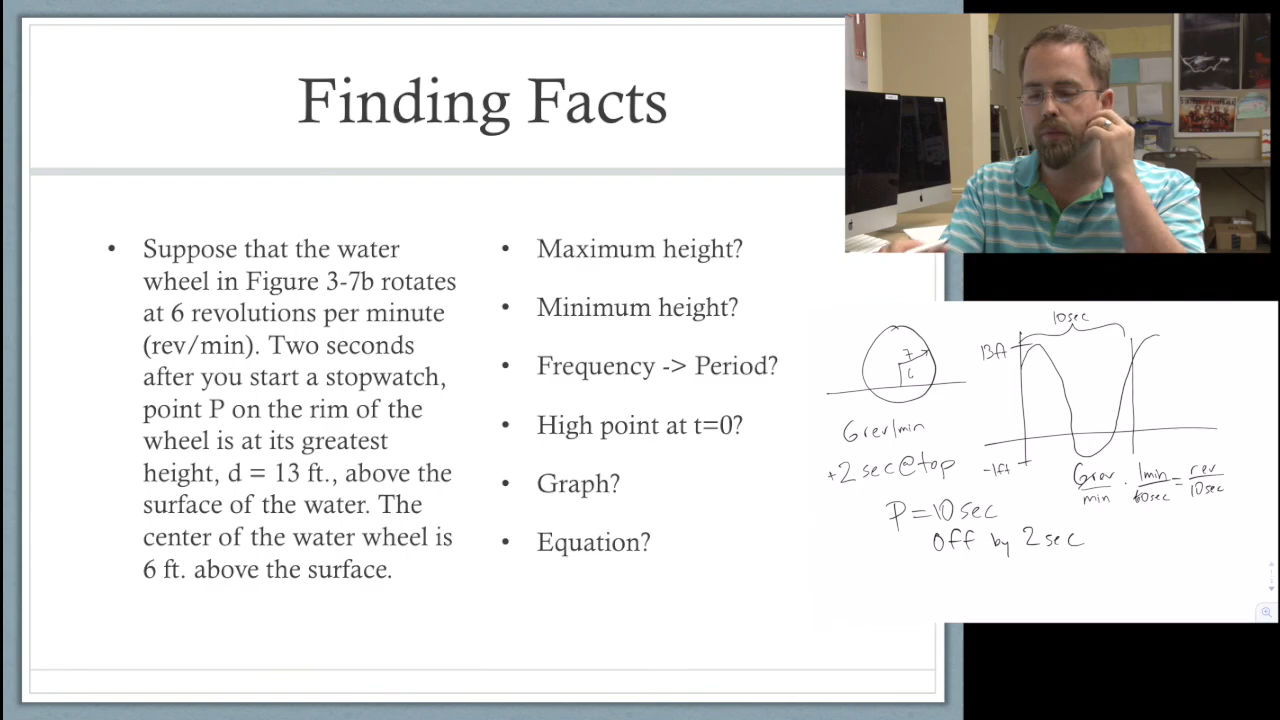 Finding Facts
• Suppose that the water
wheel in Figure 3-7b rotates
at 6 revolutions per minute
(rev/min). Two seconds
after you start a stopwatch,
point P on the rim of the
wheel is at its greatest
height, d = 13 ft., above the
surface of the water. The
center of the water wheel is
6 ft. above the surface.
• Maximum height?
• Minimum height?
• Frequency -> Period?
• High point at t=0?
• Graph?
• Equation?
7
6
6 rev/min
+2 sec@top
P=10sec
off by 2sec
10sec
13ft
-1ft
6rev/min · 1min/60sec = rev/10sec